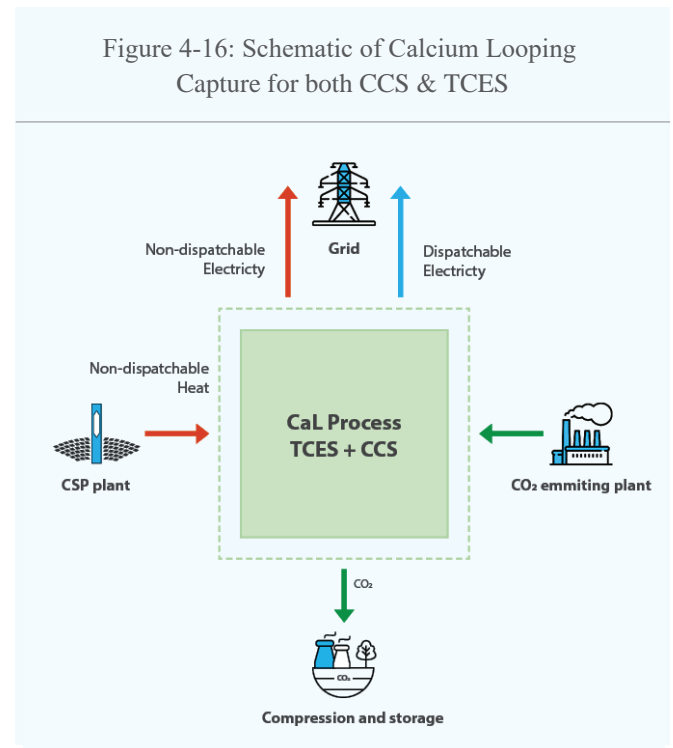 Figure 4-16: Schematic of Calcium Looping
Capture for both CCS & TCES
Non-dispatchable
Electricty
Grid
Dispatchable
Electricty
Non-dispatchable
Heat
CaL Process
TCES + CCS
CSP plant
CO₂ emmiting plant
CO₂
CO₂
Compression and storage